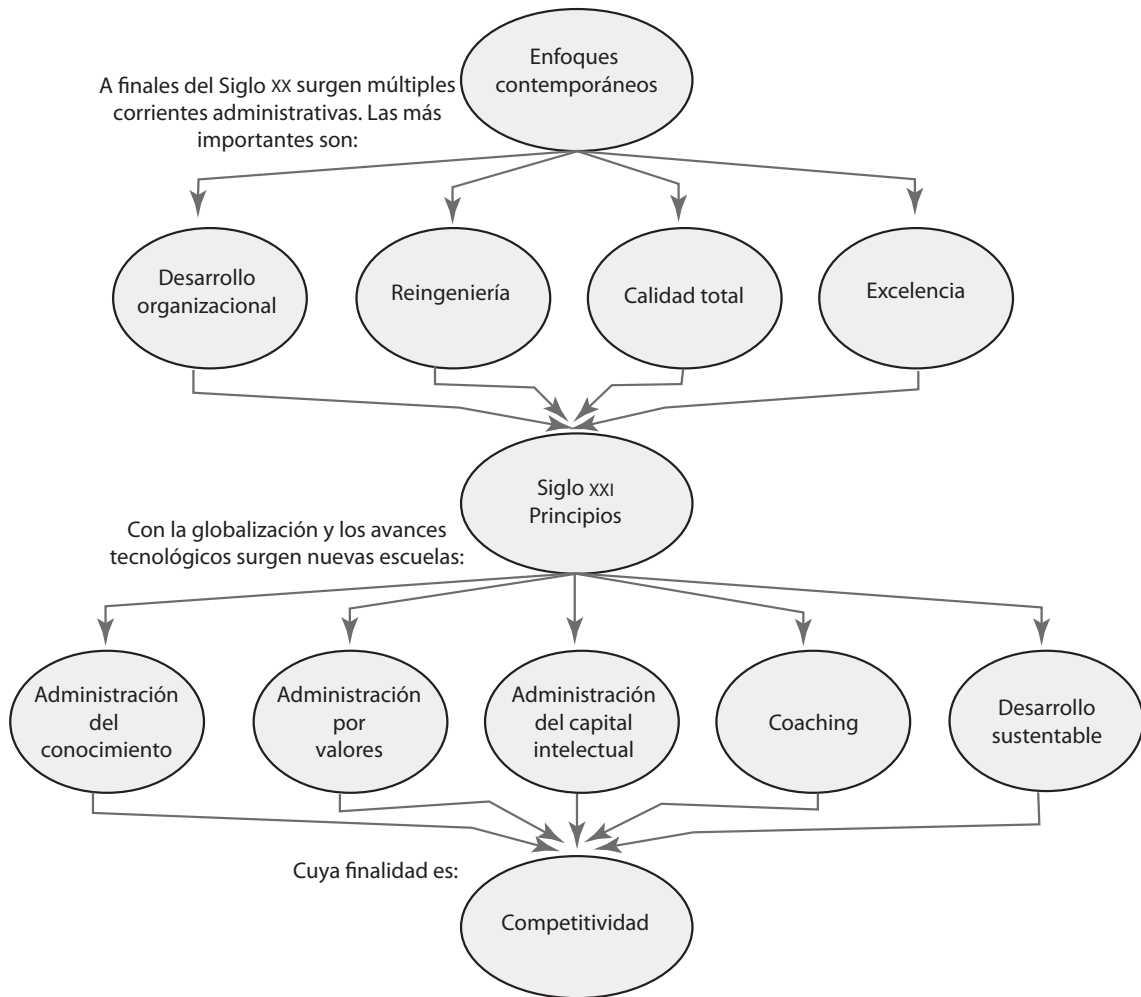 Enfoques
contemporáneos
A finales del Siglo XX surgen múltiples
corrientes administrativas. Las más
importantes son:
Desarrollo
organizacional
Reingeniería
Calidad total
Excelencia
Siglo XXI
Principios
Con la globalización y los avances
tecnológicos surgen nuevas escuelas:
Administración
del
conocimiento
Administración
por
valores
Administración
del capital
intelectual
Coaching
Desarrollo
sustentable
Cuya finalidad es:
Competitividad